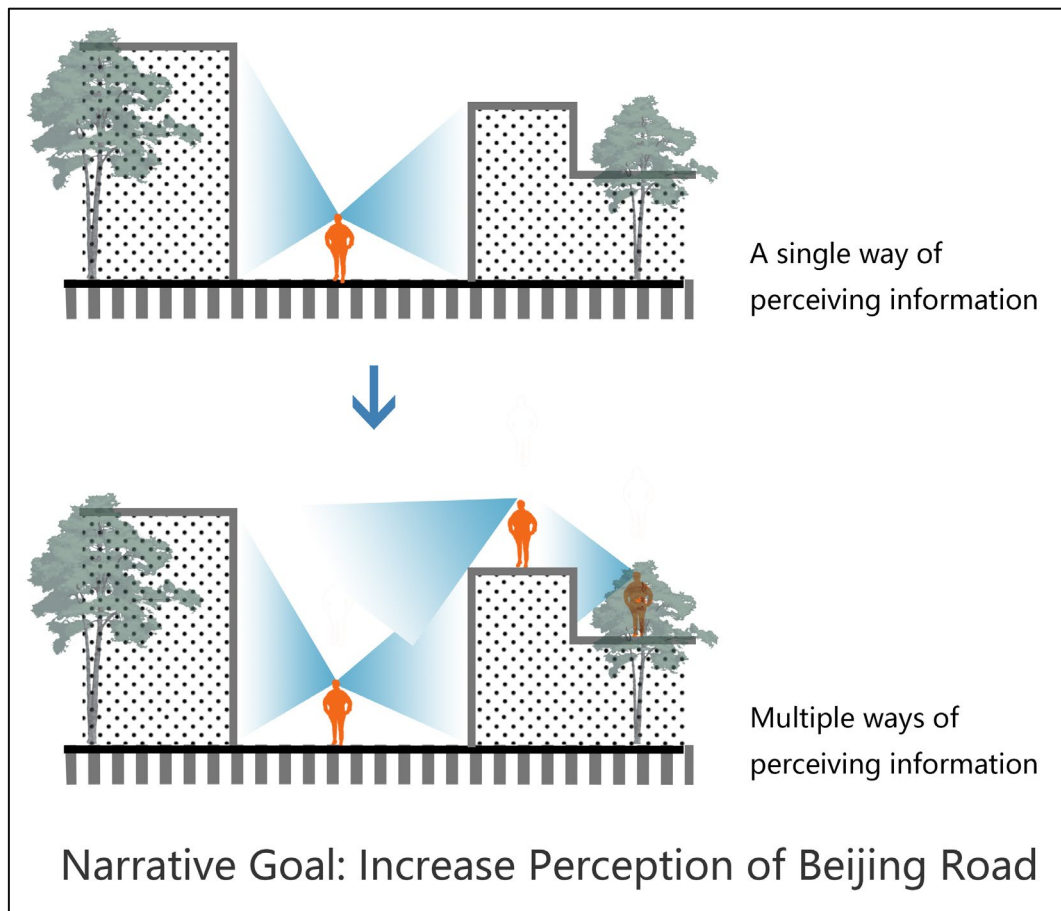 A single way of
perceiving information
Multiple ways of
perceiving information
Narrative Goal: Increase Perception of Beijing Road